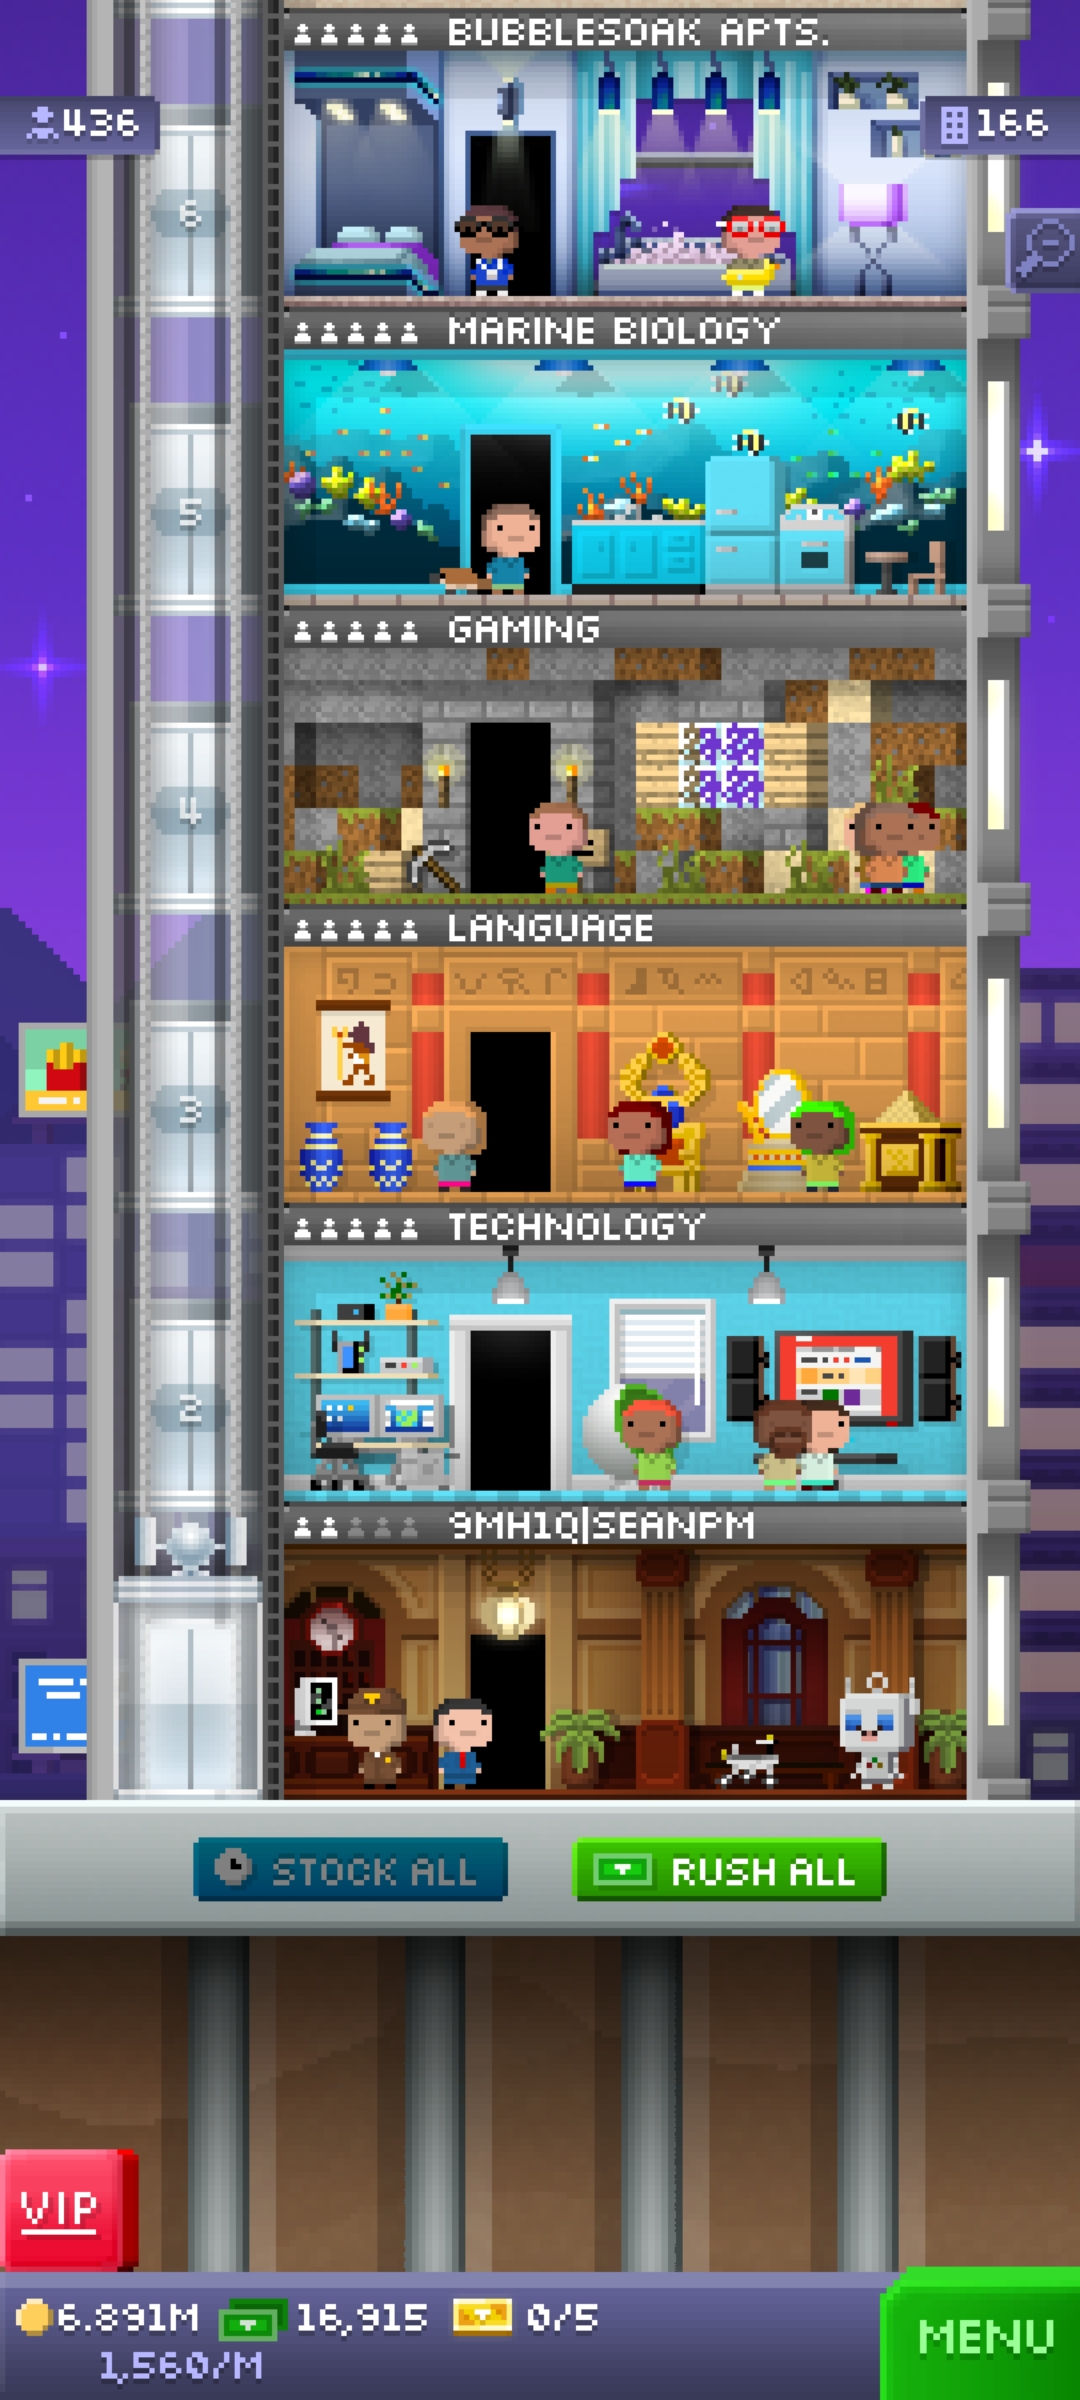 BUBBLESOAK APTS.
436
166
6
MARINE BIOLOGY
5
GAMING
4
LANGUAGE
3
TECHNOLOGY
2
9MH1Q|SEANPM
STOCK ALL
RUSH ALL
VIP
6.891M 16,915 0/5
1,560/M
MENU